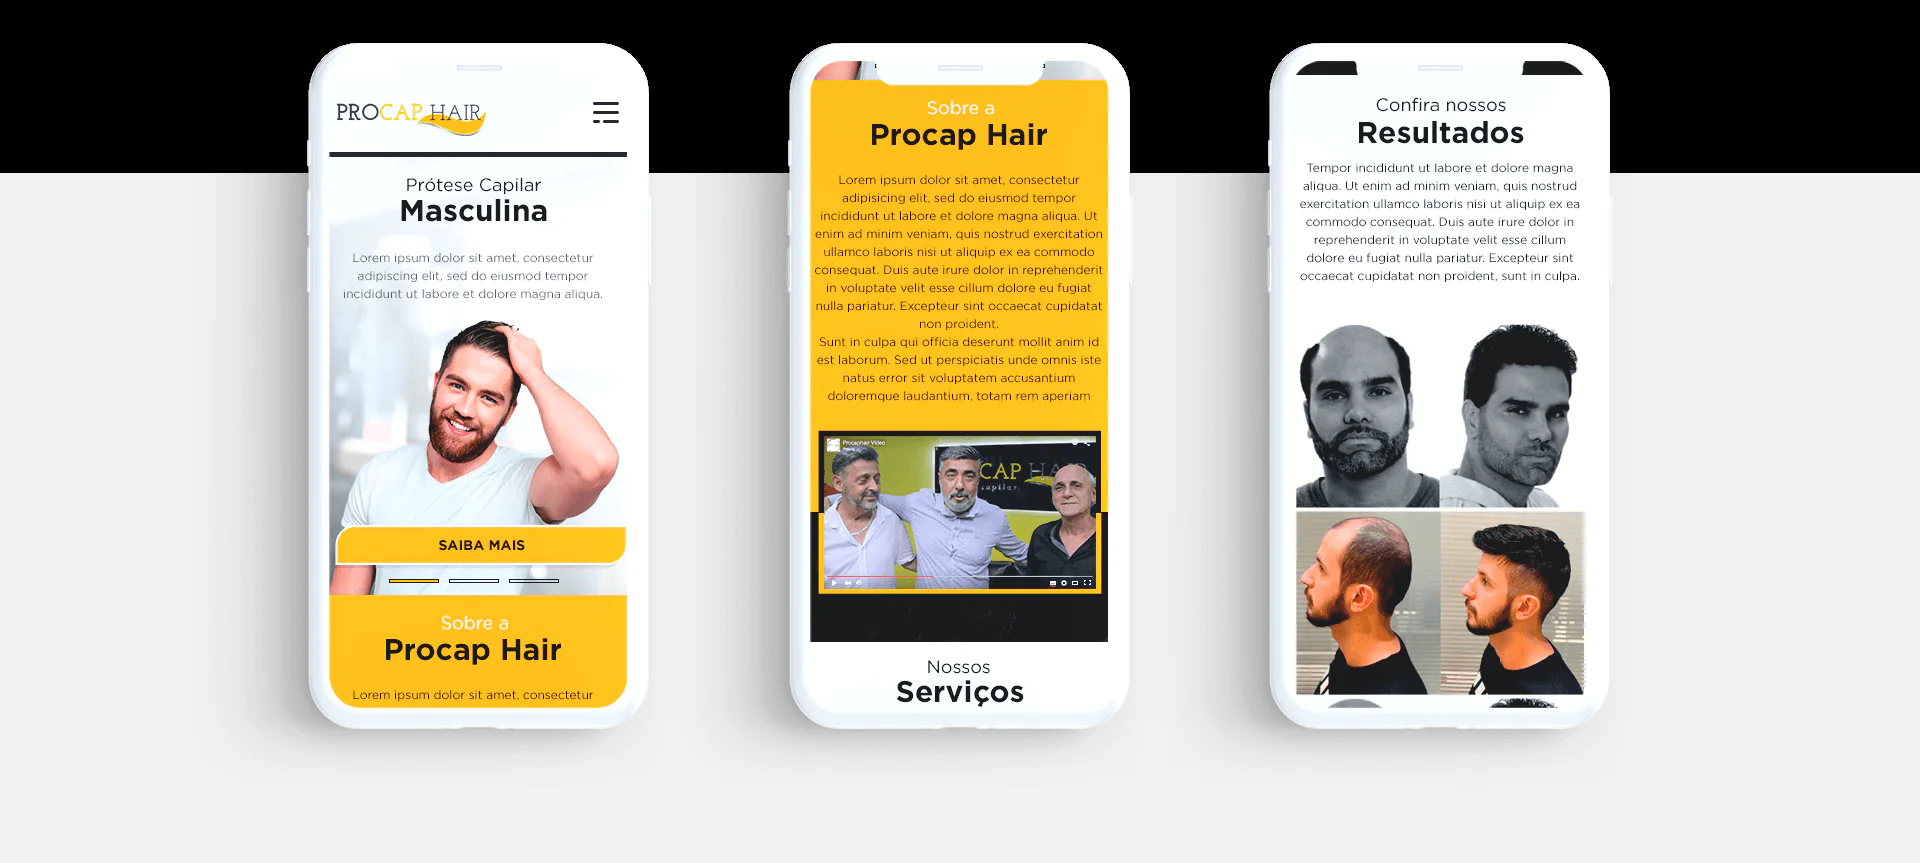 PROCAP HAIR
Prótese Capilar
Masculina
Lorem ipsum dolor sit amet, consectetur
adipiscing elit, sed do eiusmod tempor
incididunt ut labore et dolore magna aliqua.
SAIBA MAIS
Sobre a
Procap Hair
Lorem ipsum dolor sit amet, consectetur
Sobre a
Procap Hair
Lorem ipsum dolor sit amet, consectetur
adipisicing elit, sed do eiusmod tempor
incididunt ut labore et dolore magna aliqua. Ut
enim ad minim veniam, quis nostrud exercitation
ullamco laboris nisi ut aliquip ex ea commodo
consequat. Duis aute irure dolor in reprehenderit
in voluptate velit esse cillum dolore eu fugiat
nulla pariatur. Excepteur sint occaecat cupidatat
non proident.
Sunt in culpa qui officia deserunt mollit anim id
est laborum. Sed ut perspiciatis unde omnis iste
natus error sit voluptatem accusantium
doloremque laudantium, totam rem aperiam
Procaphair Video
CAP HAIR
capilar
Nossos
Serviços
Confira nossos
Resultados
Tempor incididunt ut labore et dolore magna
aliqua. Ut enim ad minim veniam, quis nostrud
exercitation ullamco laboris nisi ut aliquip ex ea
commodo consequat. Duis aute irure dolor in
reprehenderit in voluptate velit esse cillum
dolore eu fugiat nulla pariatur. Excepteur sint
occaecat cupidatat non proident, sunt in culpa.